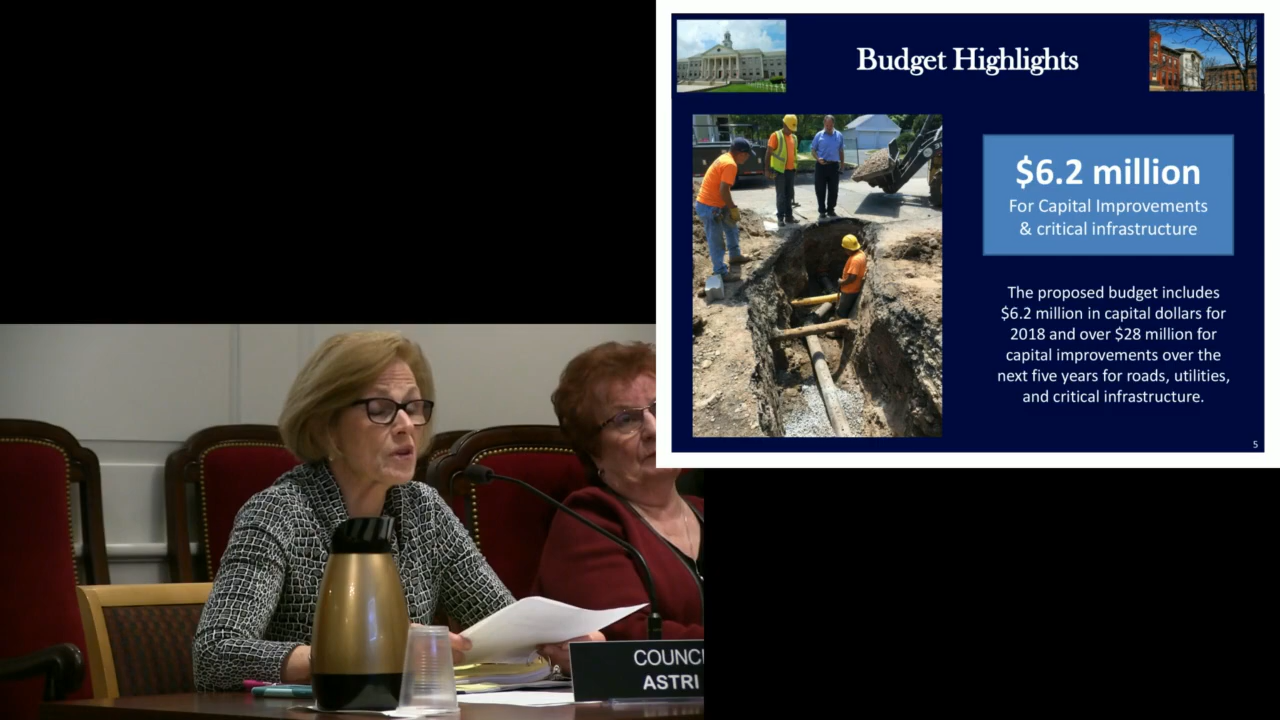 Budget Highlights
$6.2 million
For Capital Improvements
& critical infrastructure
The proposed budget includes
$6.2 million in capital dollars for
2018 and over $28 million for
capital improvements over the
next five years for roads, utilities,
and critical infrastructure.
5
COUNCI
ASTRI